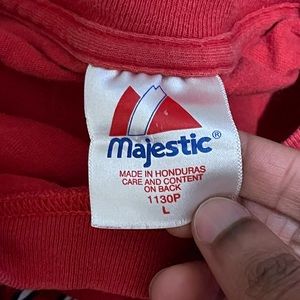 Majestic®
MADE IN HONDURAS
CARE AND CONTENT
ON BACK
1130P
L